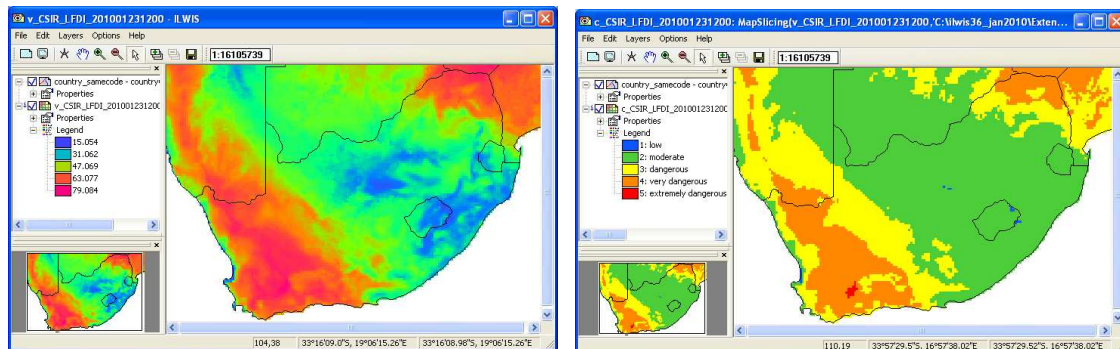 v_CSIR_LFDI_201001231200 - ILWIS
File Edit Layers Options Help
1:16105739
country_samecode - country
Properties
v_CSIR_LFDI_201001231200
Properties
Legend
15.054
31.062
47.069
63.077
79.084
104,38 33°16'09.0"S, 19°06'15.26"E 33°16'08.98"S, 19°06'15.26"E
c_CSIR_LFDI_201001231200: MapSlicing(v_CSIR_LFDI_201001231200,'C:\Ilwis36_jan2010\Exten...
File Edit Layers Options Help
1:16105739
country_samecode - country
Properties
c_CSIR_LFDI_201001231200
Properties
Legend
1: low
2: moderate
3: dangerous
4: very dangerous
5: extremely dangerous
110,19 33°57'29.5"S, 16°57'38.02"E 33°57'29.52"S, 16°57'38.02"E